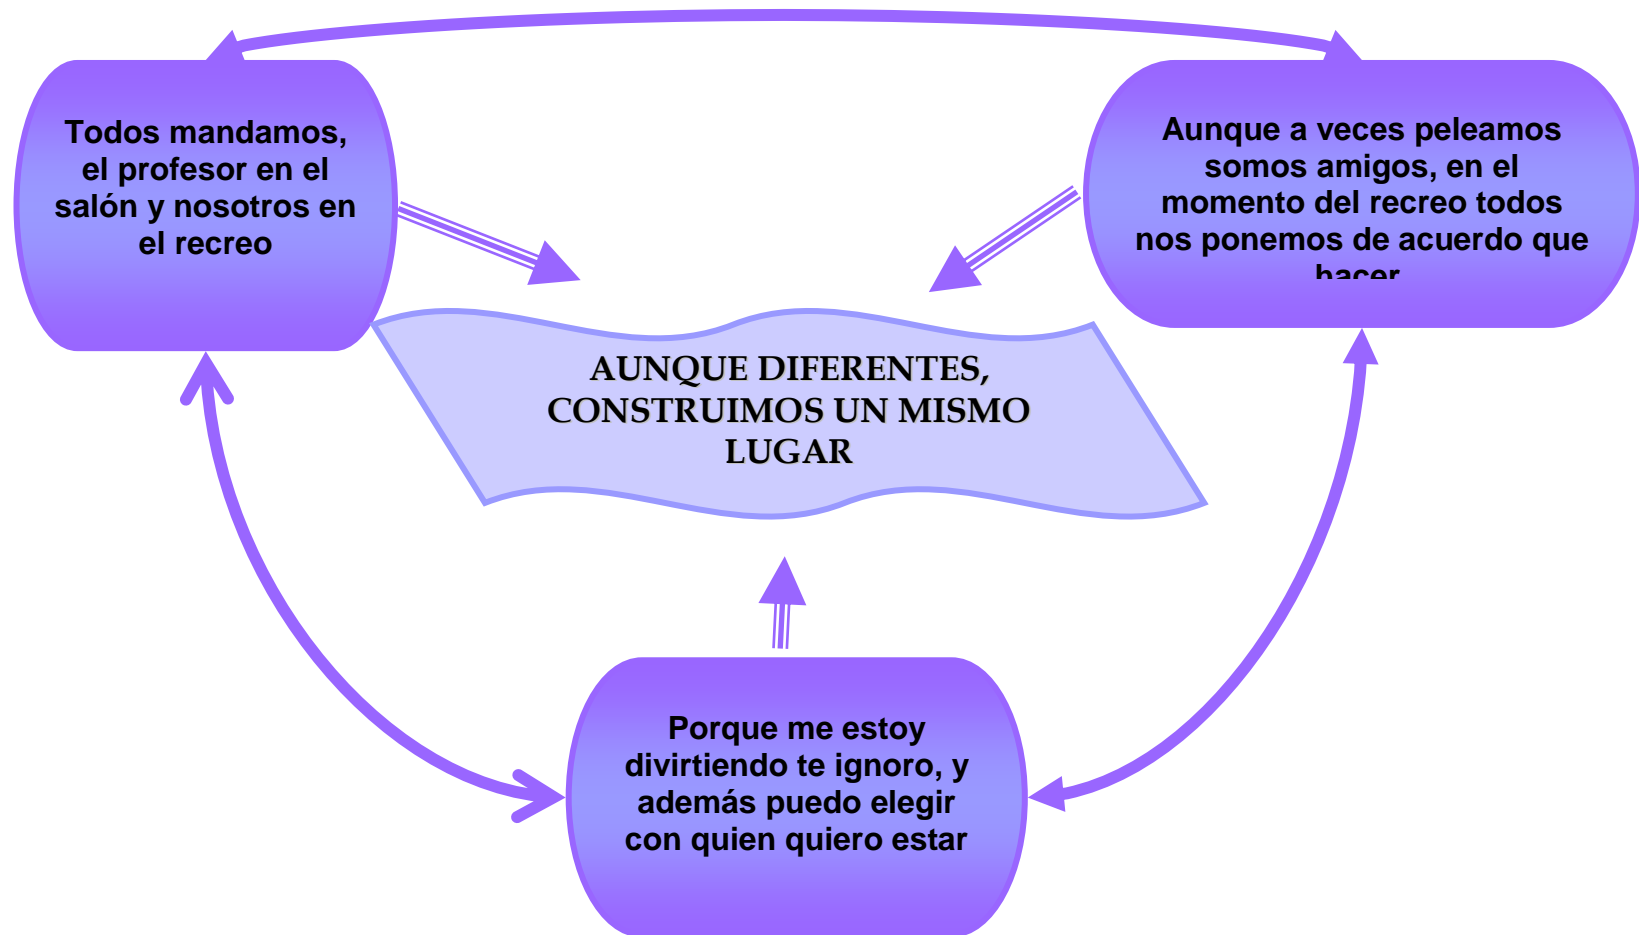 Todos mandamos,
el profesor en el
salón y nosotros en
el recreo
Aunque a veces peleamos
somos amigos, en el
momento del recreo todos
nos ponemos de acuerdo que
hacer
AUNQUE DIFERENTES,
CONSTRUIMOS UN MISMO
LUGAR
Porque me estoy
divirtiendo te ignoro, y
además puedo elegir
con quien quiero estar